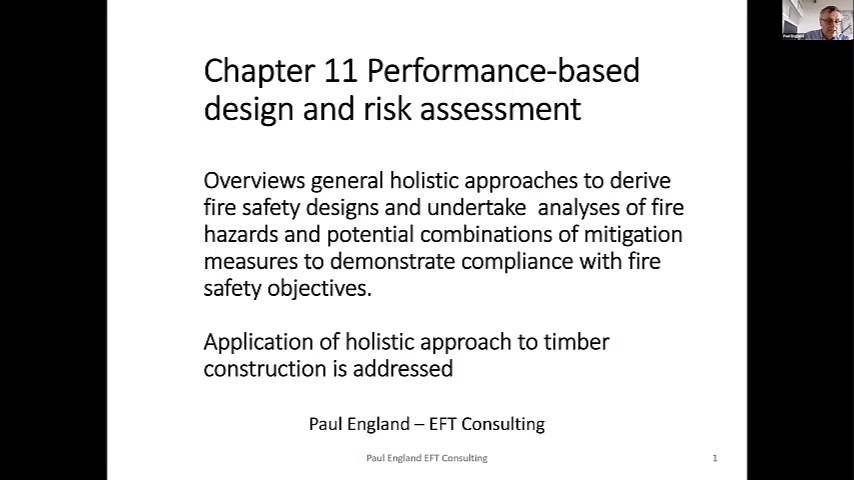 Chapter 11 Performance-based
design and risk assessment
Overviews general holistic approaches to derive
fire safety designs and undertake  analyses of fire
hazards and potential combinations of mitigation
measures to demonstrate compliance with fire
safety objectives.
Application of holistic approach to timber
construction is addressed
Paul England – EFT Consulting
Paul England EFT Consulting
1
Paul England